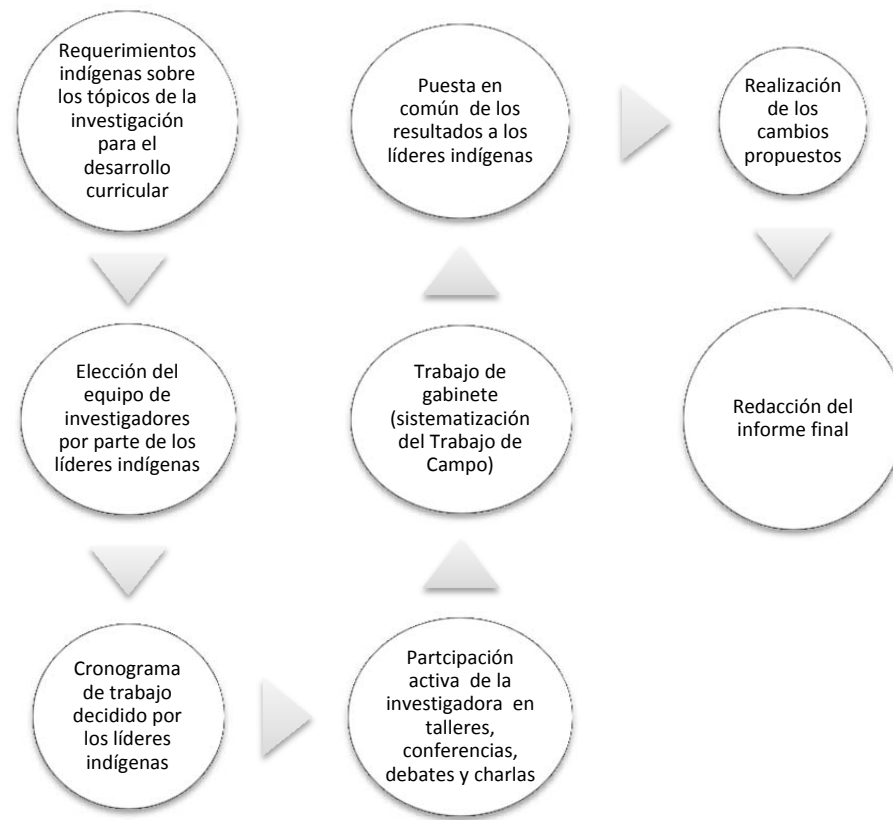 Requerimientos
indígenas sobre
los tópicos de la
investigación
para el
desarrollo
curricular
Elección del
equipo de
investigadores
por parte de los
líderes indígenas
Cronograma
de trabajo
decidido por
los líderes
indígenas
Partcipación
activa de la
investigadora en
talleres,
conferencias,
debates y charlas
Trabajo de
gabinete
(sistematización
del Trabajo de
Campo)
Puesta en
común de los
resultados a los
líderes indígenas
Realización
de los
cambios
propuestos
Redacción del
informe final